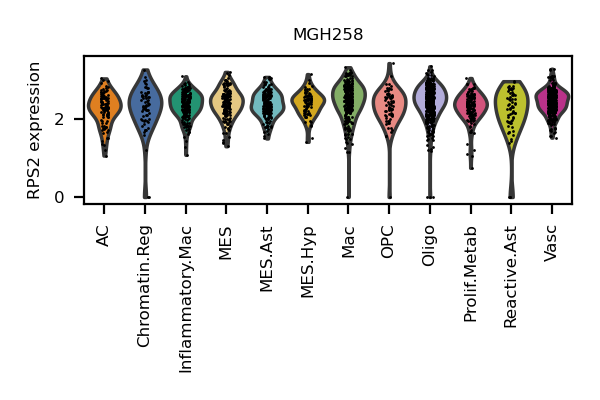 MGH258
RPS2 expression
2
0
AC
Chromatin.Reg
Inflammatory.Mac
MES
MES.Ast
MES.Hyp
Mac
OPC
Oligo
Prolif.Metab
Reactive.Ast
Vasc